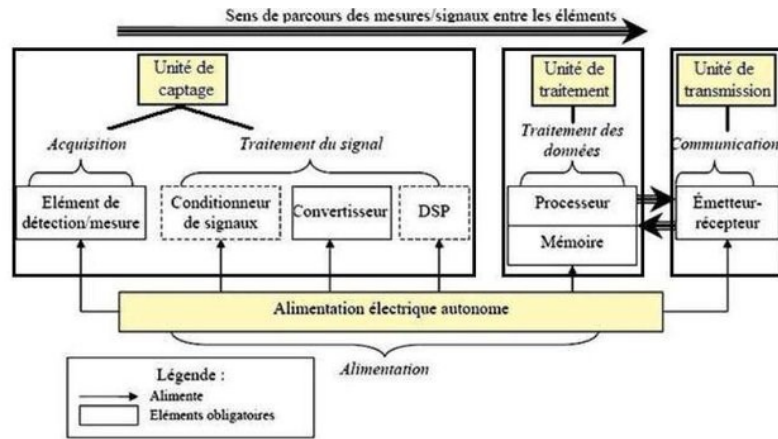 Sens de parcours des mesures/signaux entre les éléments
Unité de
captage
Unité de
traitement
Unité de
transmission
Acquisition
Traitement du signal
Traitement des
données
Communication
Elément de
détection/mesure
Conditionneur
de signaux
Convertisseur
DSP
Processeur
Mémoire
Émetteur-
récepteur
Alimentation électrique autonome
Alimentation
Légende :
Alimente
Eléments obligatoires